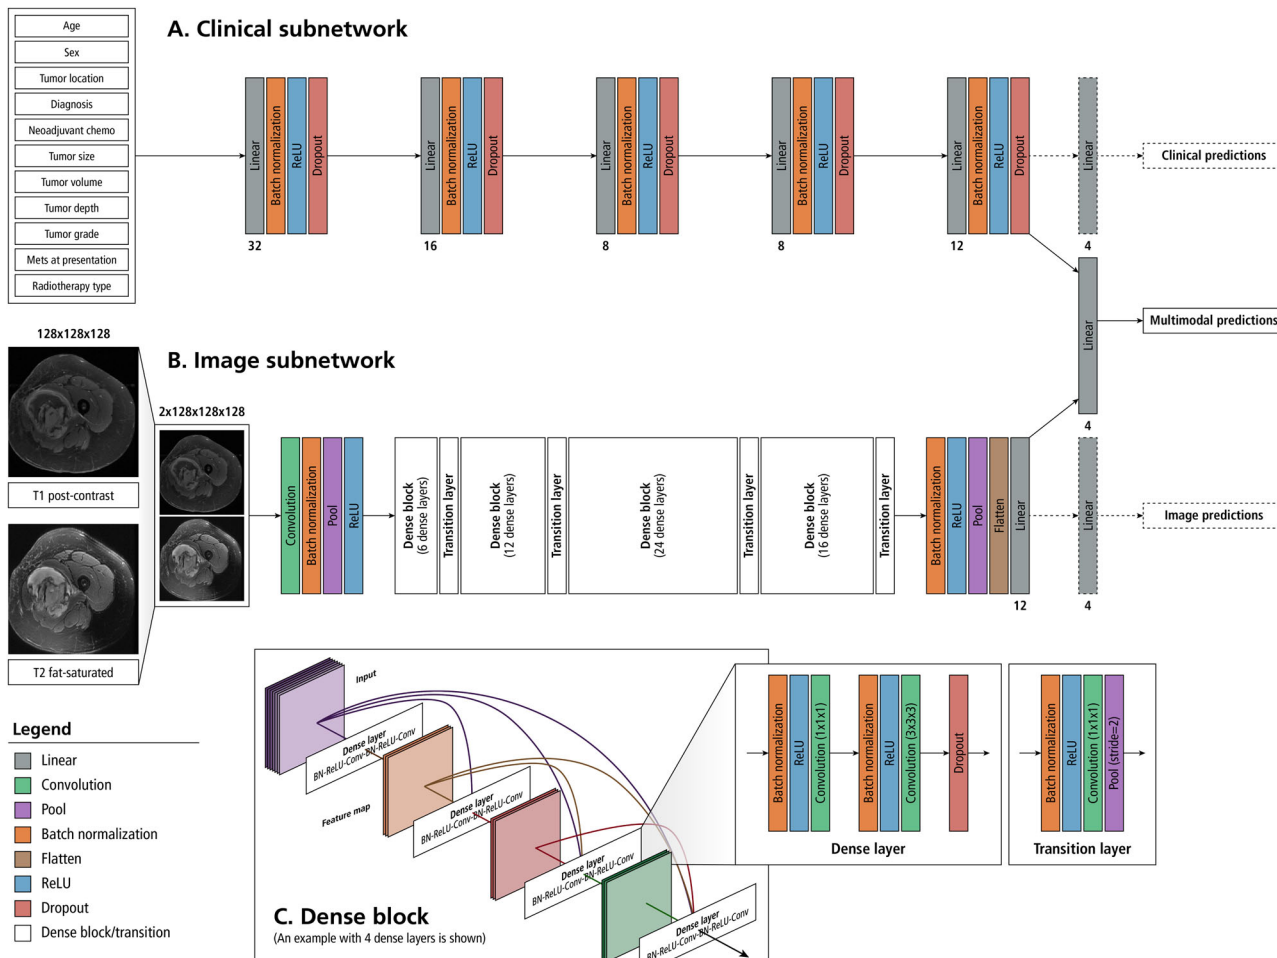 Age
Sex
Tumor location
Diagnosis
Neoadjuvant chemo
Tumor size
Tumor volume
Tumor depth
Tumor grade
Mets at presentation
Radiotherapy type
A. Clinical subnetwork
Linear
Batch normalization
ReLU
Dropout
32
Linear
Batch normalization
ReLU
Dropout
16
Linear
Batch normalization
ReLU
Dropout
8
Linear
Batch normalization
ReLU
Dropout
8
Linear
Batch normalization
ReLU
Dropout
12
Linear
4
Clinical predictions
Linear
4
Multimodal predictions
B. Image subnetwork
128x128x128
T1 post-contrast
T2 fat-saturated
2x128x128x128
Convolution
Batch normalization
Pool
ReLU
Dense block
(6 dense layers)
Transition layer
Dense block
(12 dense layers)
Transition layer
Dense block
(24 dense layers)
Transition layer
Dense block
(16 dense layers)
Transition layer
Batch normalization
ReLU
Pool
Flatten
Linear
12
Linear
4
Image predictions
Legend
Linear
Convolution
Pool
Batch normalization
Flatten
ReLU
Dropout
Dense block/transition
Input
Dense layer
BN-ReLU-Conv-BN-ReLU-Conv
Feature map
Dense layer
BN-ReLU-Conv-BN-ReLU-Conv
Dense layer
BN-ReLU-Conv-BN-ReLU-Conv
Dense layer
BN-ReLU-Conv-BN-ReLU-Conv
C. Dense block
(An example with 4 dense layers is shown)
Batch normalization
ReLU
Convolution (1x1x1)
Batch normalization
ReLU
Convolution (3x3x3)
Dropout
Dense layer
Batch normalization
ReLU
Convolution (1x1x1)
Pool (stride=2)
Transition layer